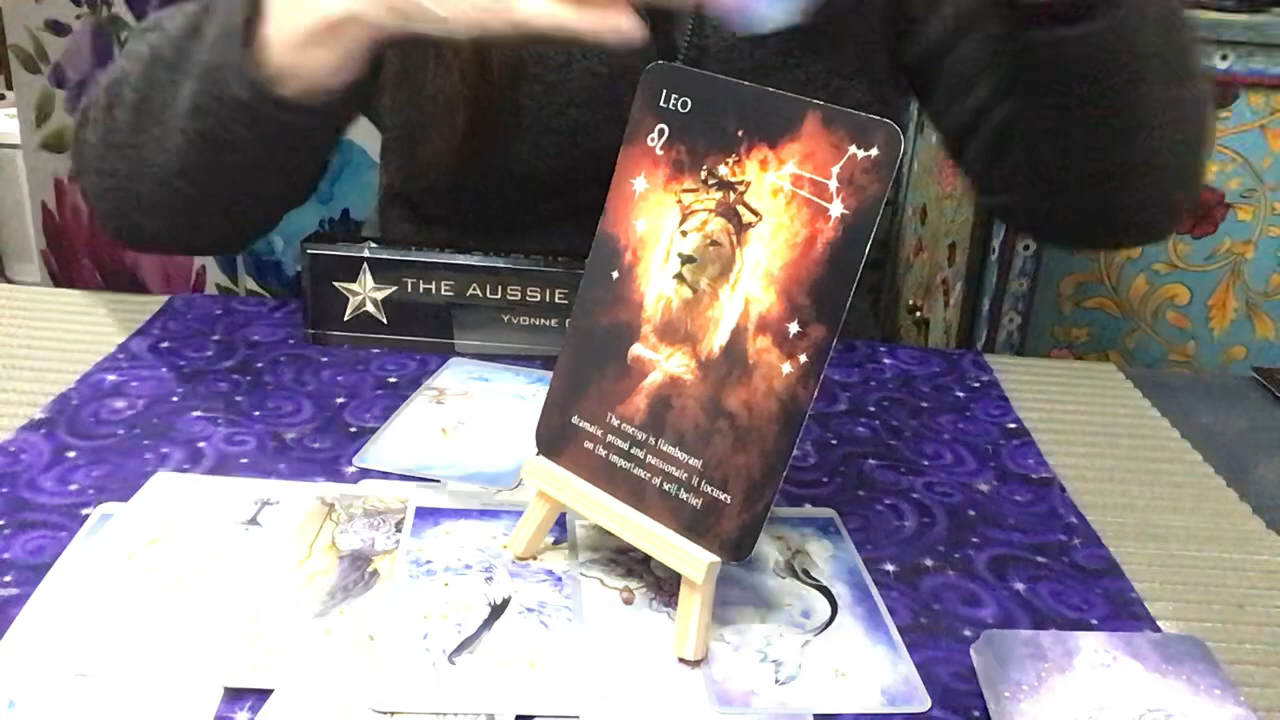 LEO
♌
THE AUSSIE
YVONNE
The energy is flamboyant,
dramatic, proud and passionate. It focuses
on the importance of self-belief